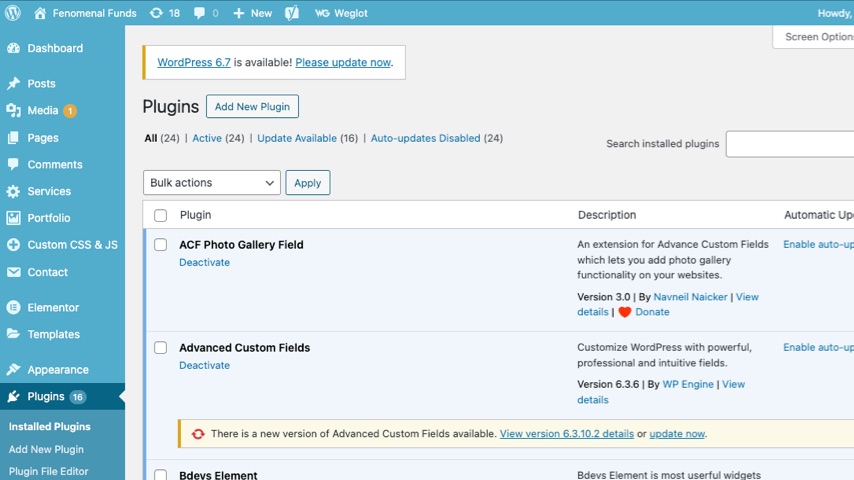 Fenomenal Funds 18 0 New Weglot Howdy,
Screen Option
Dashboard
Posts
Media 1
Pages
Comments
Services
Portfolio
Custom CSS & JS
Contact
Elementor
Templates
Appearance
Plugins 16
Installed Plugins
Add New Plugin
Plugin File Editor
WordPress 6.7 is available! Please update now.
Plugins Add New Plugin
All (24) | Active (24) | Update Available (16) | Auto-updates Disabled (24)
Search installed plugins
Bulk actions Apply
Plugin Description Automatic Up
ACF Photo Gallery Field
Deactivate
An extension for Advance Custom Fields
which lets you add photo gallery
functionality on your websites.
Version 3.0 | By Navneil Naicker | View
details | Donate
Enable auto-up
Advanced Custom Fields
Deactivate
Customize WordPress with powerful,
professional and intuitive fields.
Version 6.3.6 | By WP Engine | View
details
Enable auto-up
There is a new version of Advanced Custom Fields available. View version 6.3.10.2 details or update now.
Bdevs Element
Bdevs Element is most userful widgets